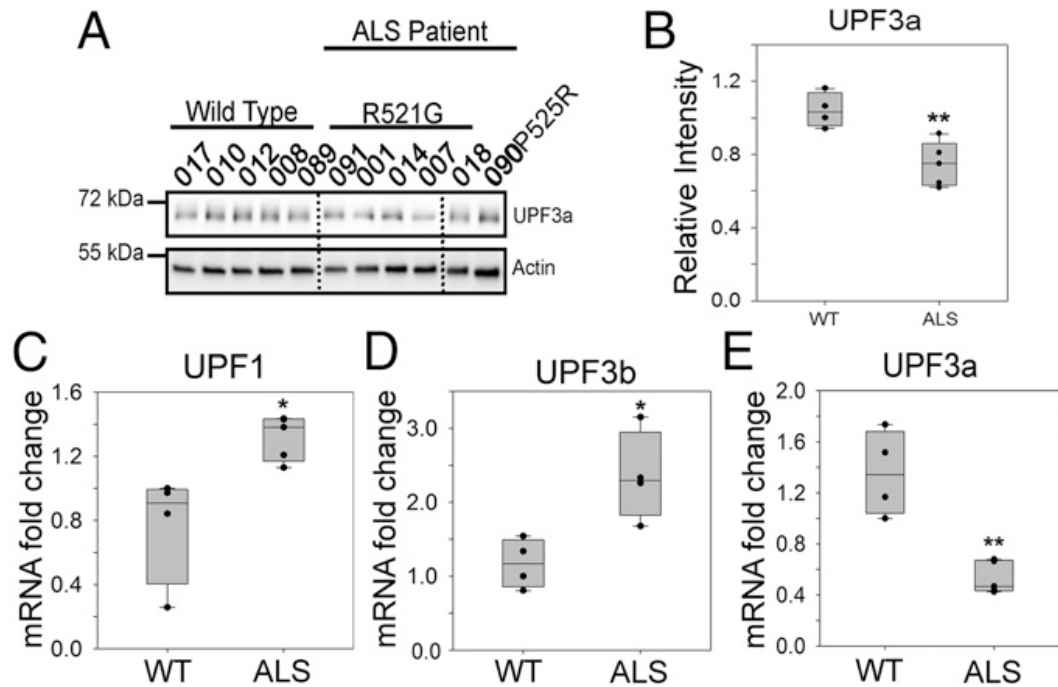 A
ALS Patient
Wild Type
R521G
P525R
017 010 012 008 089 091 001 014 007 018 090
72 kDa
UPF3a
55 kDa
Actin
B
UPF3a
Relative Intensity
1.2
0.8
0.4
0.0
**
WT ALS
C
UPF1
mRNA fold change
1.6
1.2
0.8
0.4
0.0
*
WT ALS
D
UPF3b
mRNA fold change
3.0
2.0
1.0
0.0
*
WT ALS
E
UPF3a
mRNA fold change
2.0
1.6
1.2
0.8
0.4
0.0
**
WT ALS